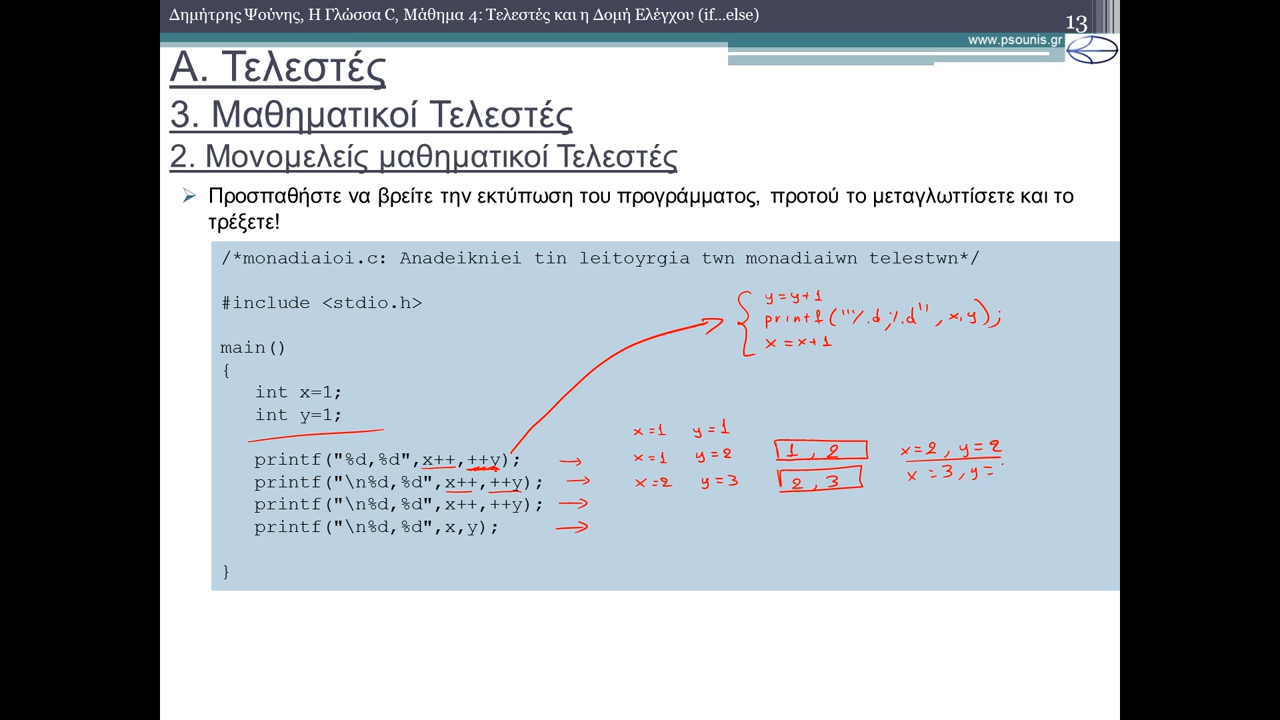 Δημήτρης Ψούνης, Η Γλώσσα C, Μάθημα 4: Τελεστές και η Δομή Ελέγχου (if...else)
13
www.psounis.gr
Α. Τελεστές
3. Μαθηματικοί Τελεστές
2. Μονομελείς μαθηματικοί Τελεστές
Προσπαθήστε να βρείτε την εκτύπωση του προγράμματος, προτού το μεταγλωττίσετε και το
τρέξετε!
/*monadiaioi.c: Anadeikniei tin leitoyrgia twn monadiaiwn telestwn*/
#include <stdio.h>
y=y+1
printf("%d,%d", x,y);
x=x+1
main()
{
int x=1;
int y=1;
x=1 y=1
printf("%d,%d",x++,++y); → x=1 y=2 1, 2 x=2, y=2
printf("\n%d,%d",x++,++y); → x=2 y=3 2, 3 x=3, y=
printf("\n%d,%d",x++,++y); →
printf("\n%d,%d",x,y); →
}